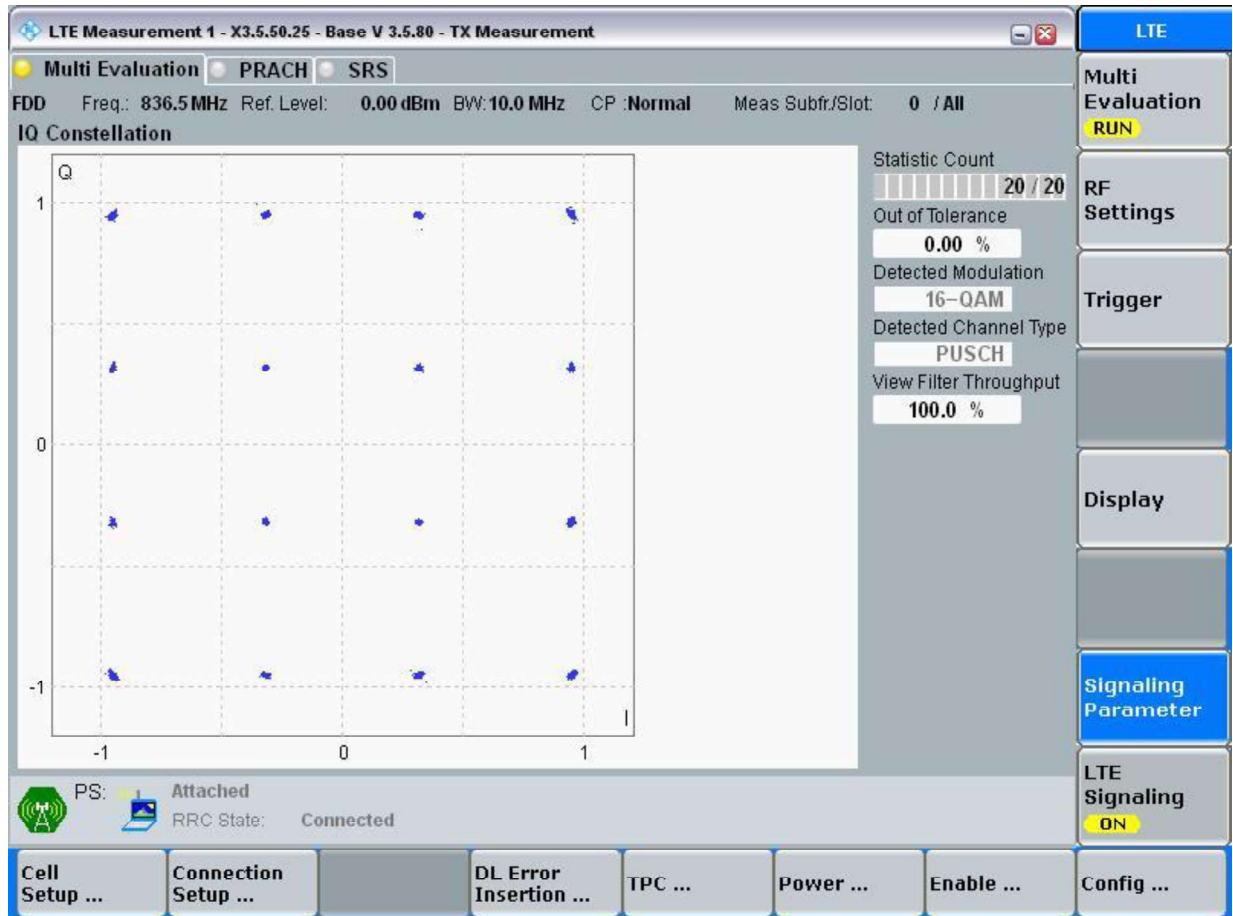 LTE Measurement 1 - X3.5.50.25 - Base V 3.5.80 - TX Measurement
LTE
Multi Evaluation PRACH SRS
FDD Freq.: 836.5 MHz Ref. Level: 0.00 dBm BW: 10.0 MHz CP :Normal Meas Subfr./Slot: 0 / All
IQ Constellation
Q
1
0
-1
-1 0 1
I
Statistic Count
20 / 20
Out of Tolerance
0.00 %
Detected Modulation
16-QAM
Detected Channel Type
PUSCH
View Filter Throughput
100.0 %
Multi
Evaluation
RUN
RF
Settings
Trigger
Display
Signaling
Parameter
LTE
Signaling
ON
PS: Attached
RRC State: Connected
Cell
Setup ...
Connection
Setup ...
DL Error
Insertion ...
TPC ...
Power ...
Enable ...
Config ...